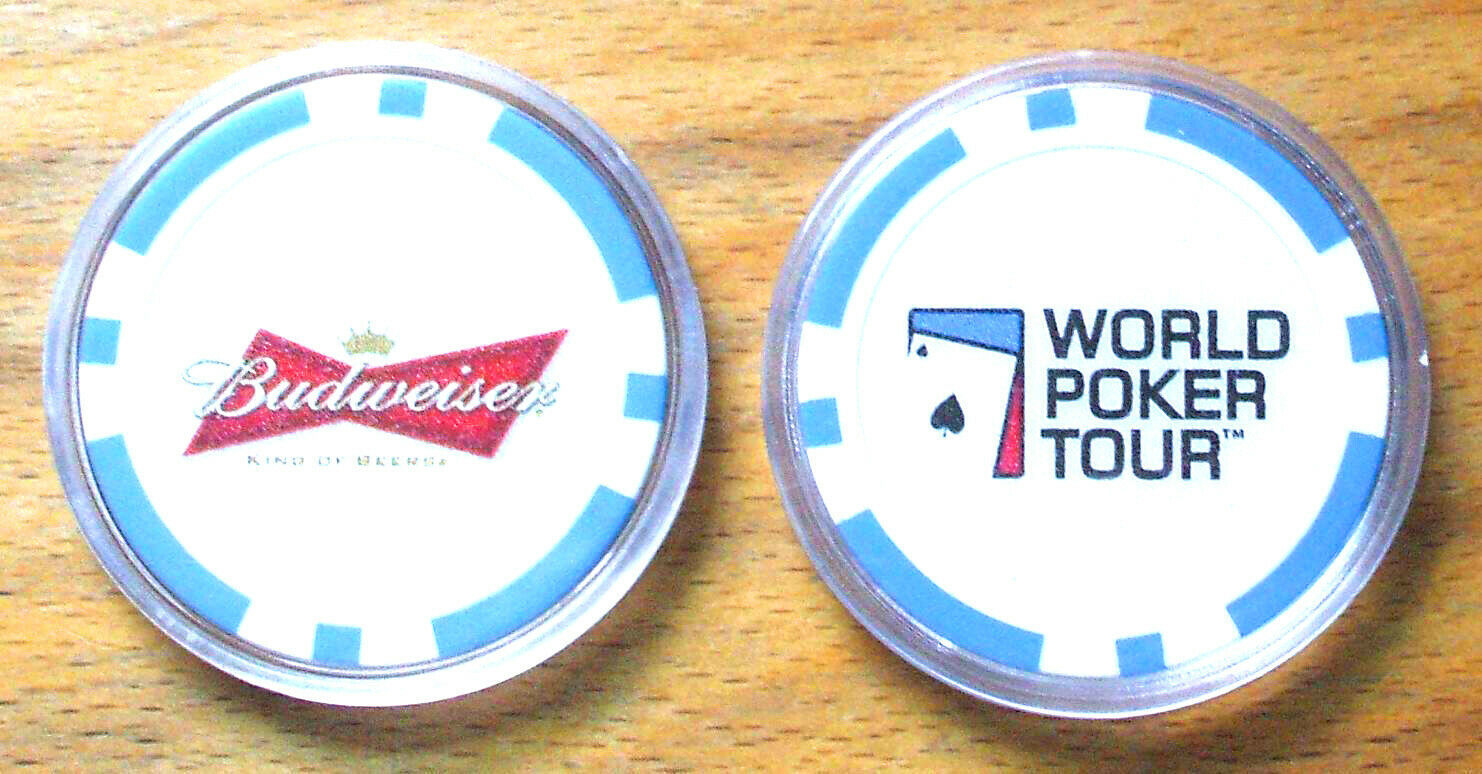 Budweiser
KING OF BEERS®
WORLD
POKER
TOUR™